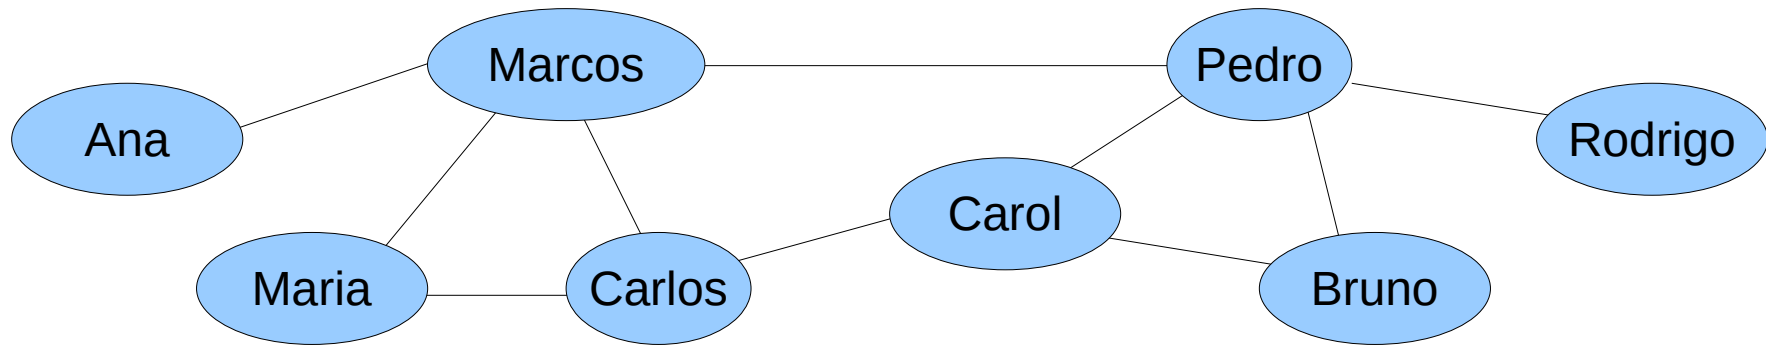 Marcos
Pedro
Ana
Rodrigo
Carol
Maria
Carlos
Bruno